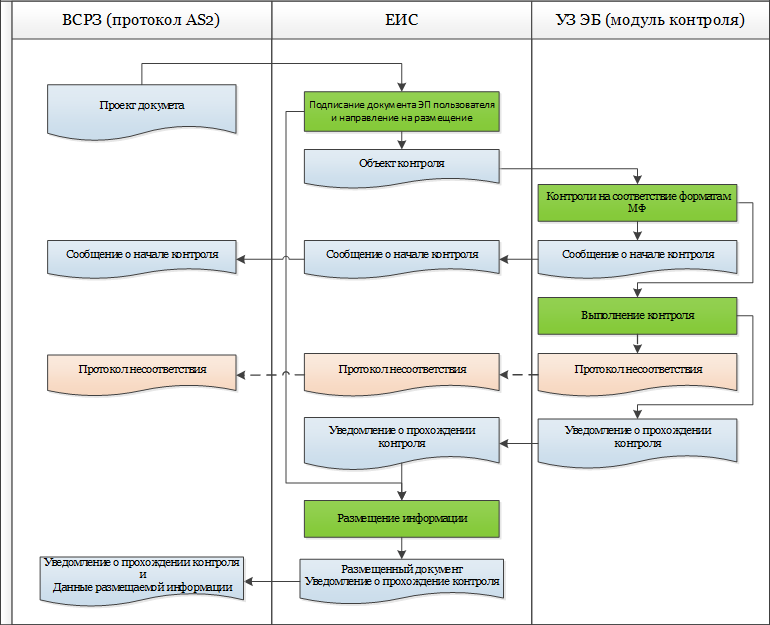 ВСРЗ (протокол AS2)
ЕИС
УЗ ЭБ (модуль контроля)
Проект докумета
Подписание документа ЭП пользователя
и направление на размещение
Объект контроля
Контроли на соответствие форматам
МФ
Сообщение о начале контроля
Сообщение о начале контроля
Сообщение о начале контроля
Выполнение контроля
Протокол несоответствия
Протокол несоответствия
Протокол несоответствия
Уведомление о прохождении
контроля
Уведомление о прохождении
контроля
Размещение информации
Уведомление о прохождении контроля
и
Данные размещаемой информации
Размещенный документ
Уведомление о прохождение контроля